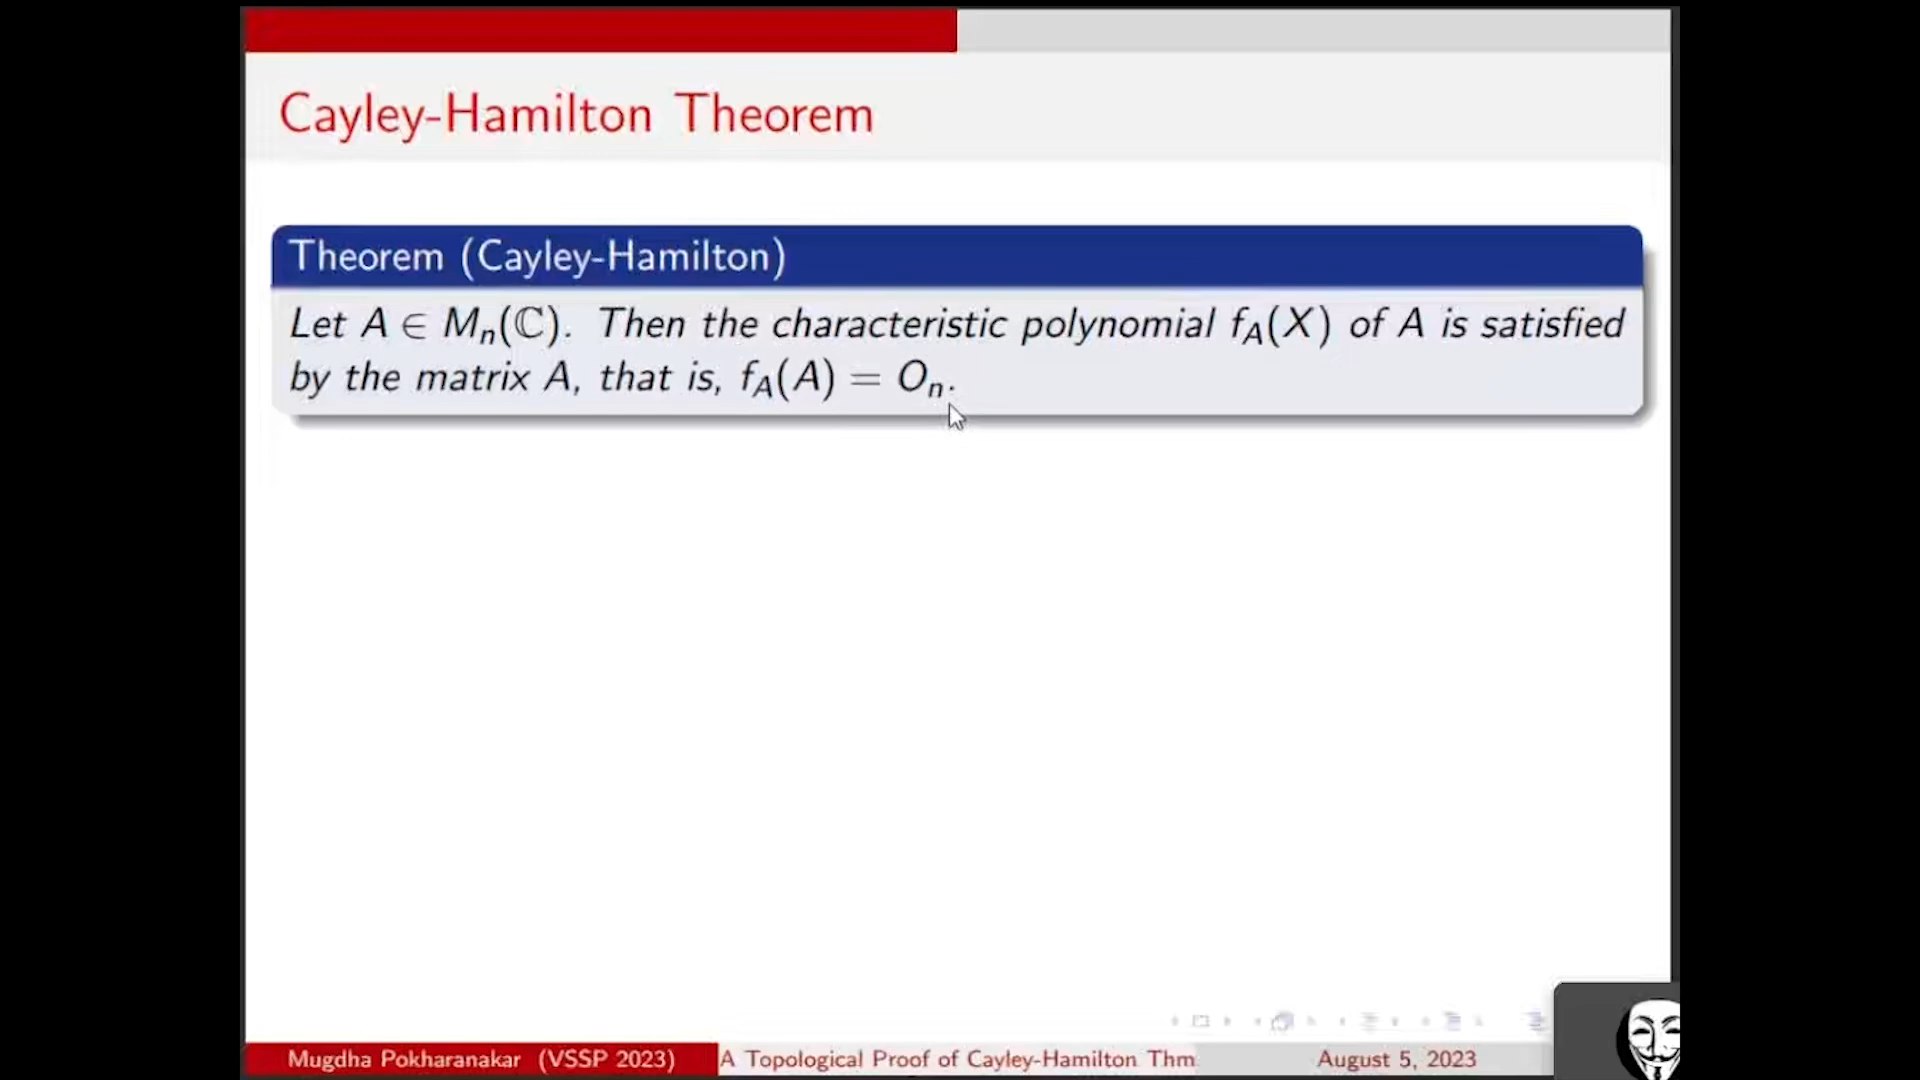 Cayley-Hamilton Theorem
Theorem (Cayley-Hamilton)
Let A ∈ Mₙ(ℂ). Then the characteristic polynomial f_A(X) of A is satisfied
by the matrix A, that is, f_A(A) = Oₙ.
Mugdha Pokharanakar (VSSP 2023) A Topological Proof of Cayley-Hamilton Thm August 5, 2023